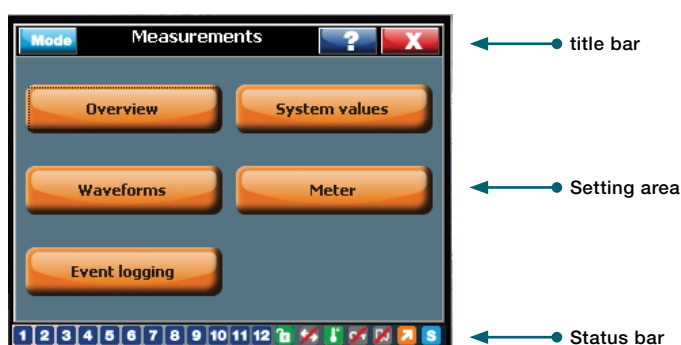 Mode Measurements ? X
title bar
Overview System values
Waveforms Meter
Setting area
Event logging
1 2 3 4 5 6 7 8 9 10 11 12 S
Status bar